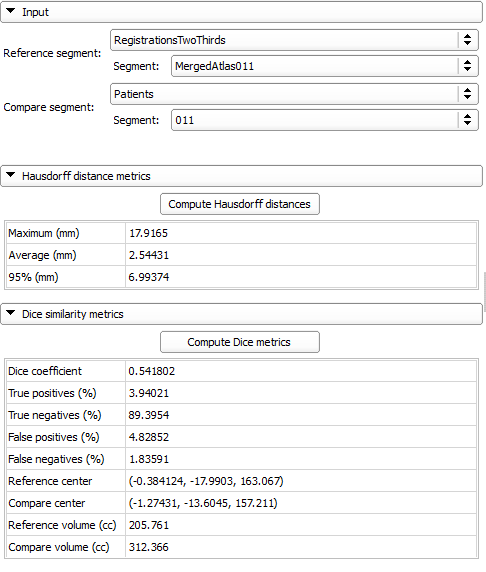 Input
Reference segment: RegistrationsTwoThirds
Segment: MergedAtlas011
Compare segment: Patients
Segment: 011
Hausdorff distance metrics
Compute Hausdorff distances
Maximum (mm) 17.9165
Average (mm) 2.54431
95% (mm) 6.99374
Dice similarity metrics
Compute Dice metrics
Dice coefficient 0.541802
True positives (%) 3.94021
True negatives (%) 89.3954
False positives (%) 4.82852
False negatives (%) 1.83591
Reference center (-0.384124, -17.9903, 163.067)
Compare center (-1.27431, -13.6045, 157.211)
Reference volume (cc) 205.761
Compare volume (cc) 312.366